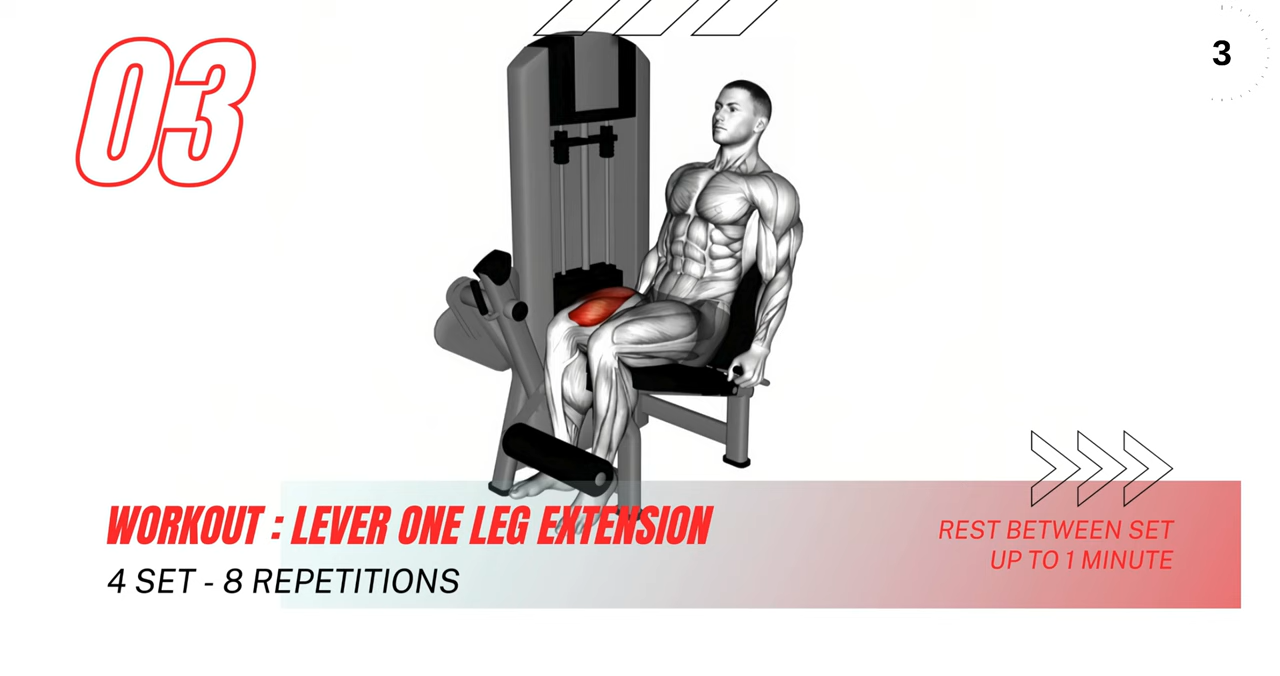 03
3
WORKOUT : LEVER ONE LEG EXTENSION
4 SET - 8 REPETITIONS
REST BETWEEN SET
UP TO 1 MINUTE